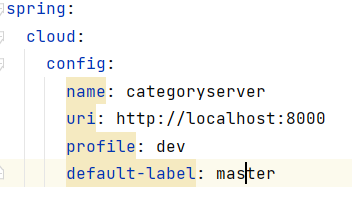 spring:
  cloud:
    config:
      name: categoryserver
      uri: http://localhost:8000
      profile: dev
      default-label: master